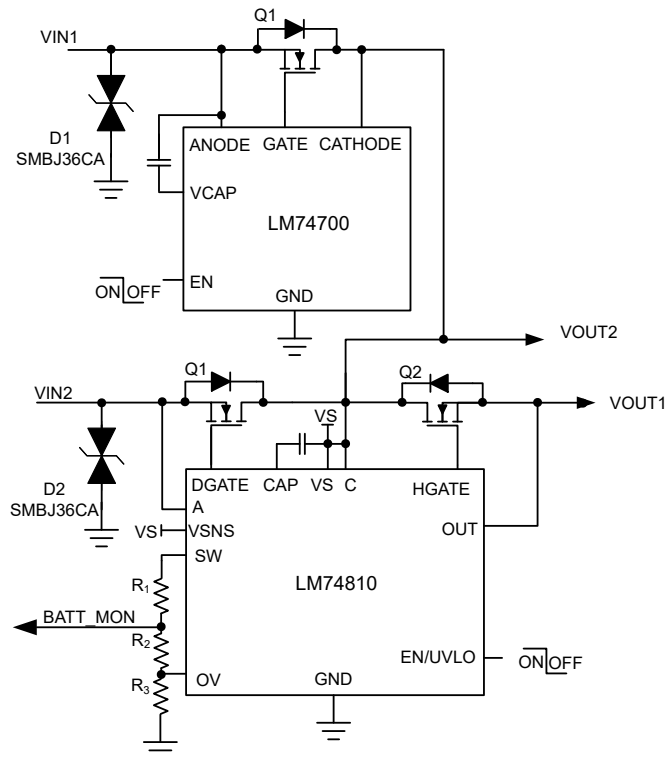 Q1
VIN1
D1
SMBJ36CA
ANODE GATE CATHODE
VCAP
LM74700
EN
ON OFF
GND
VOUT2
Q1
Q2
VIN2
VOUT1
VS
D2
SMBJ36CA
DGATE CAP VS C HGATE
A
VS VSNS
OUT
SW
R1
LM74810
BATT_MON
R2
EN/UVLO
ON OFF
R3
OV
GND